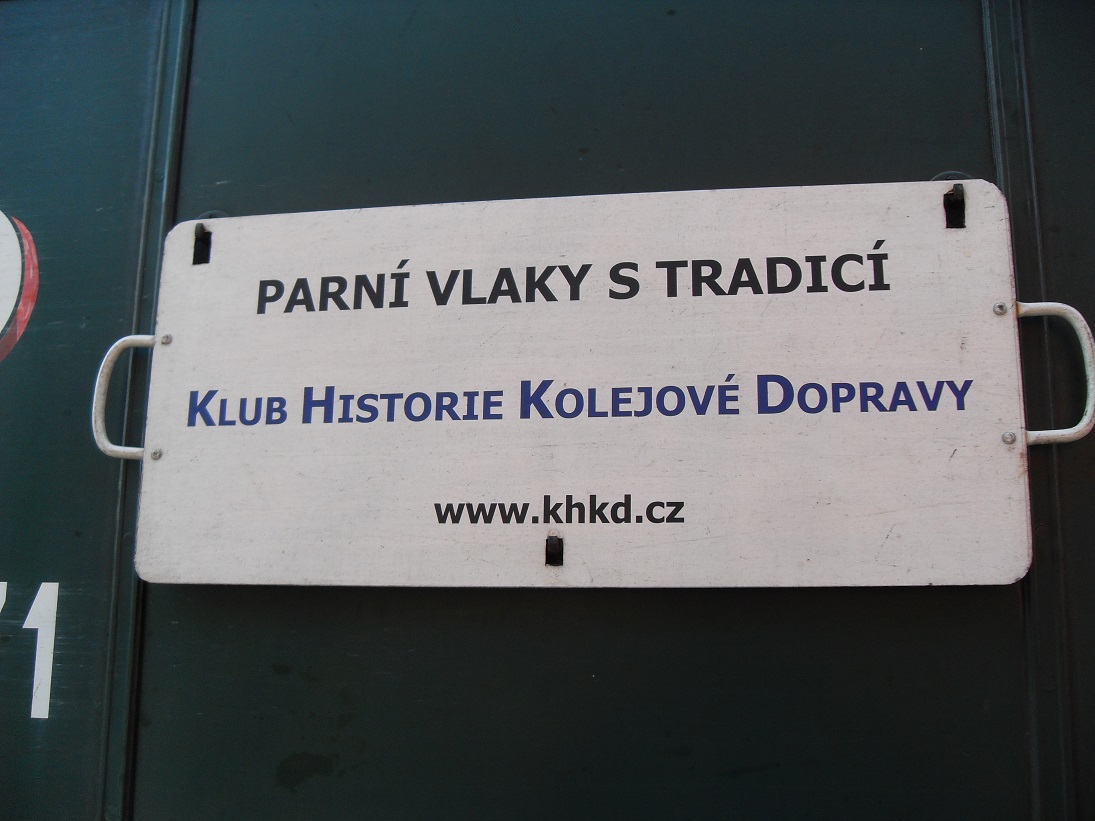 PARNÍ VLAKY S TRADICÍ
KLUB HISTORIE KOLEJOVÉ DOPRAVY
www.khkd.cz